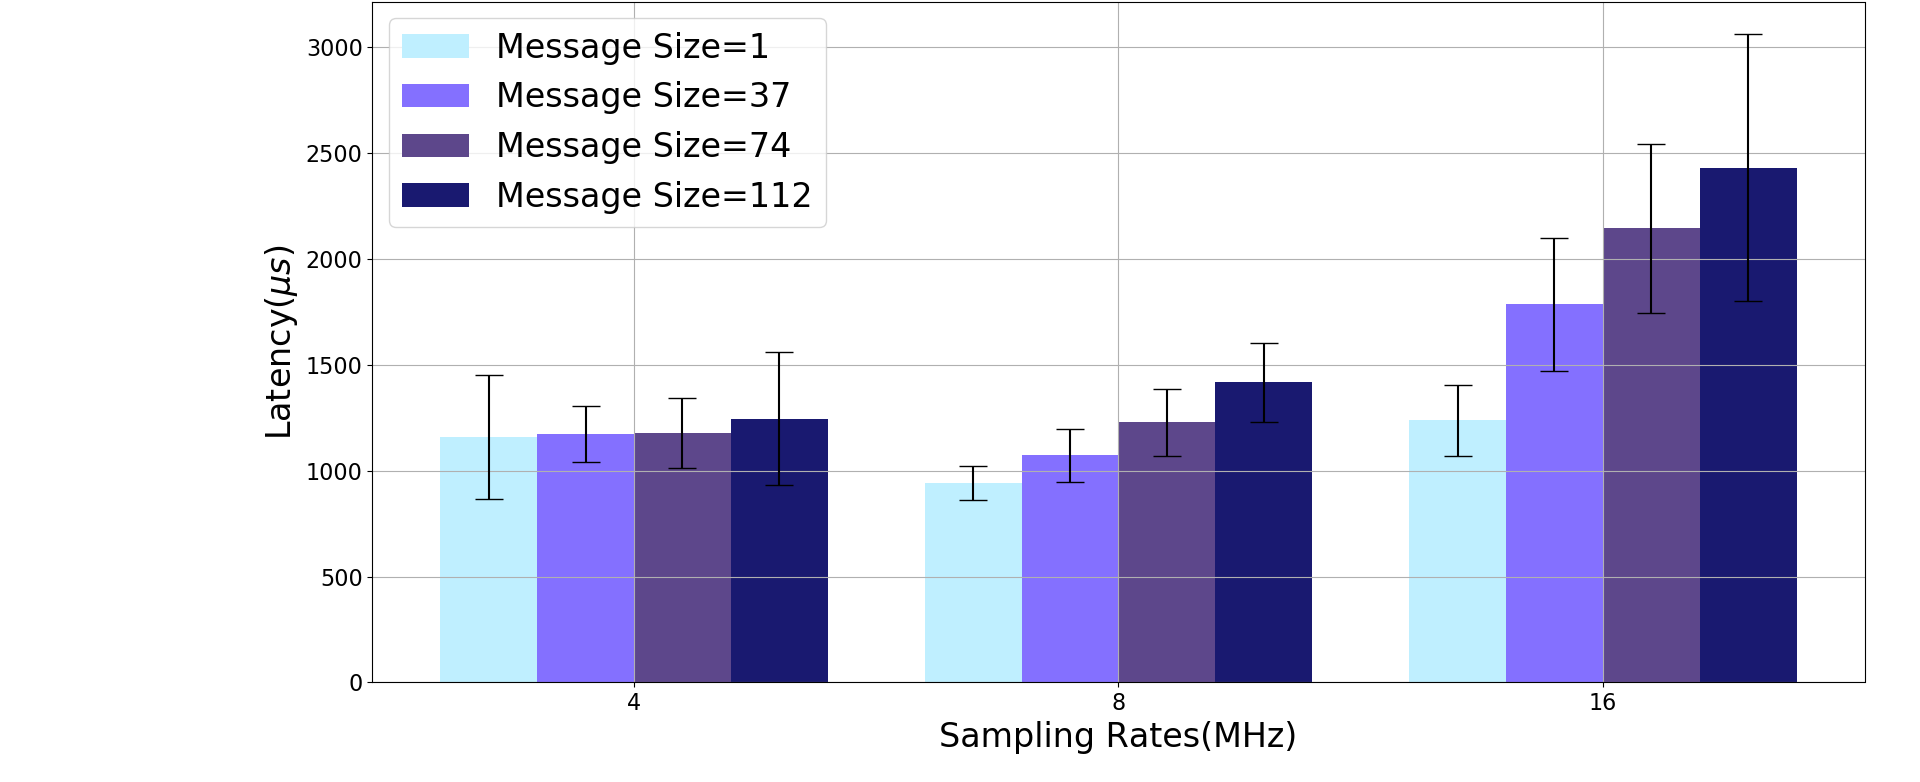 3000
2500
2000
1500
1000
500
0
Latency(μs)
Message Size=1
Message Size=37
Message Size=74
Message Size=112
4
8
16
Sampling Rates(MHz)